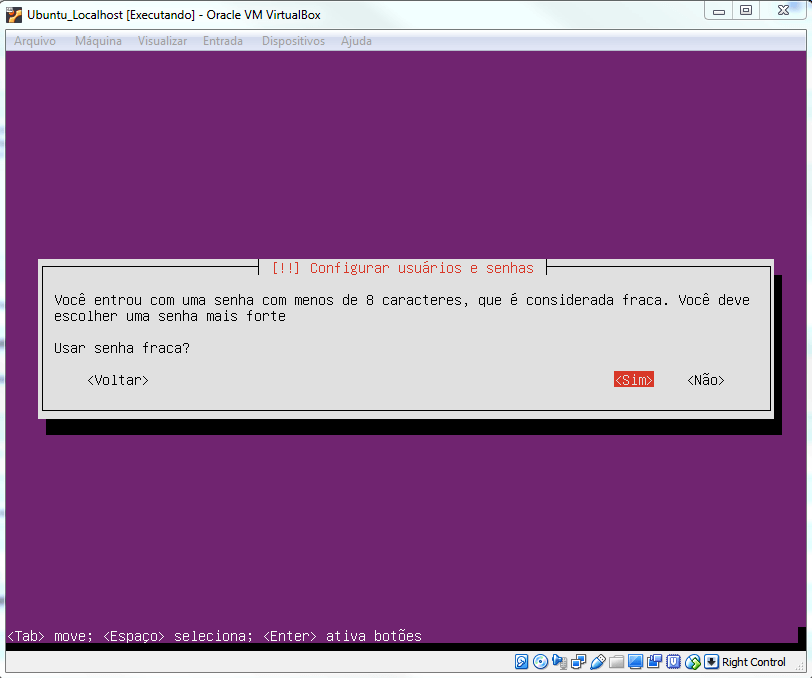 Ubuntu_Localhost [Executando] - Oracle VM VirtualBox
Arquivo Máquina Visualizar Entrada Dispositivos Ajuda
[!!] Configurar usuários e senhas
Você entrou com uma senha com menos de 8 caracteres, que é considerada fraca. Você deve
escolher uma senha mais forte
Usar senha fraca?
<Voltar> <Sim> <Não>
<Tab> move; <Espaço> seleciona; <Enter> ativa botões
Right Control